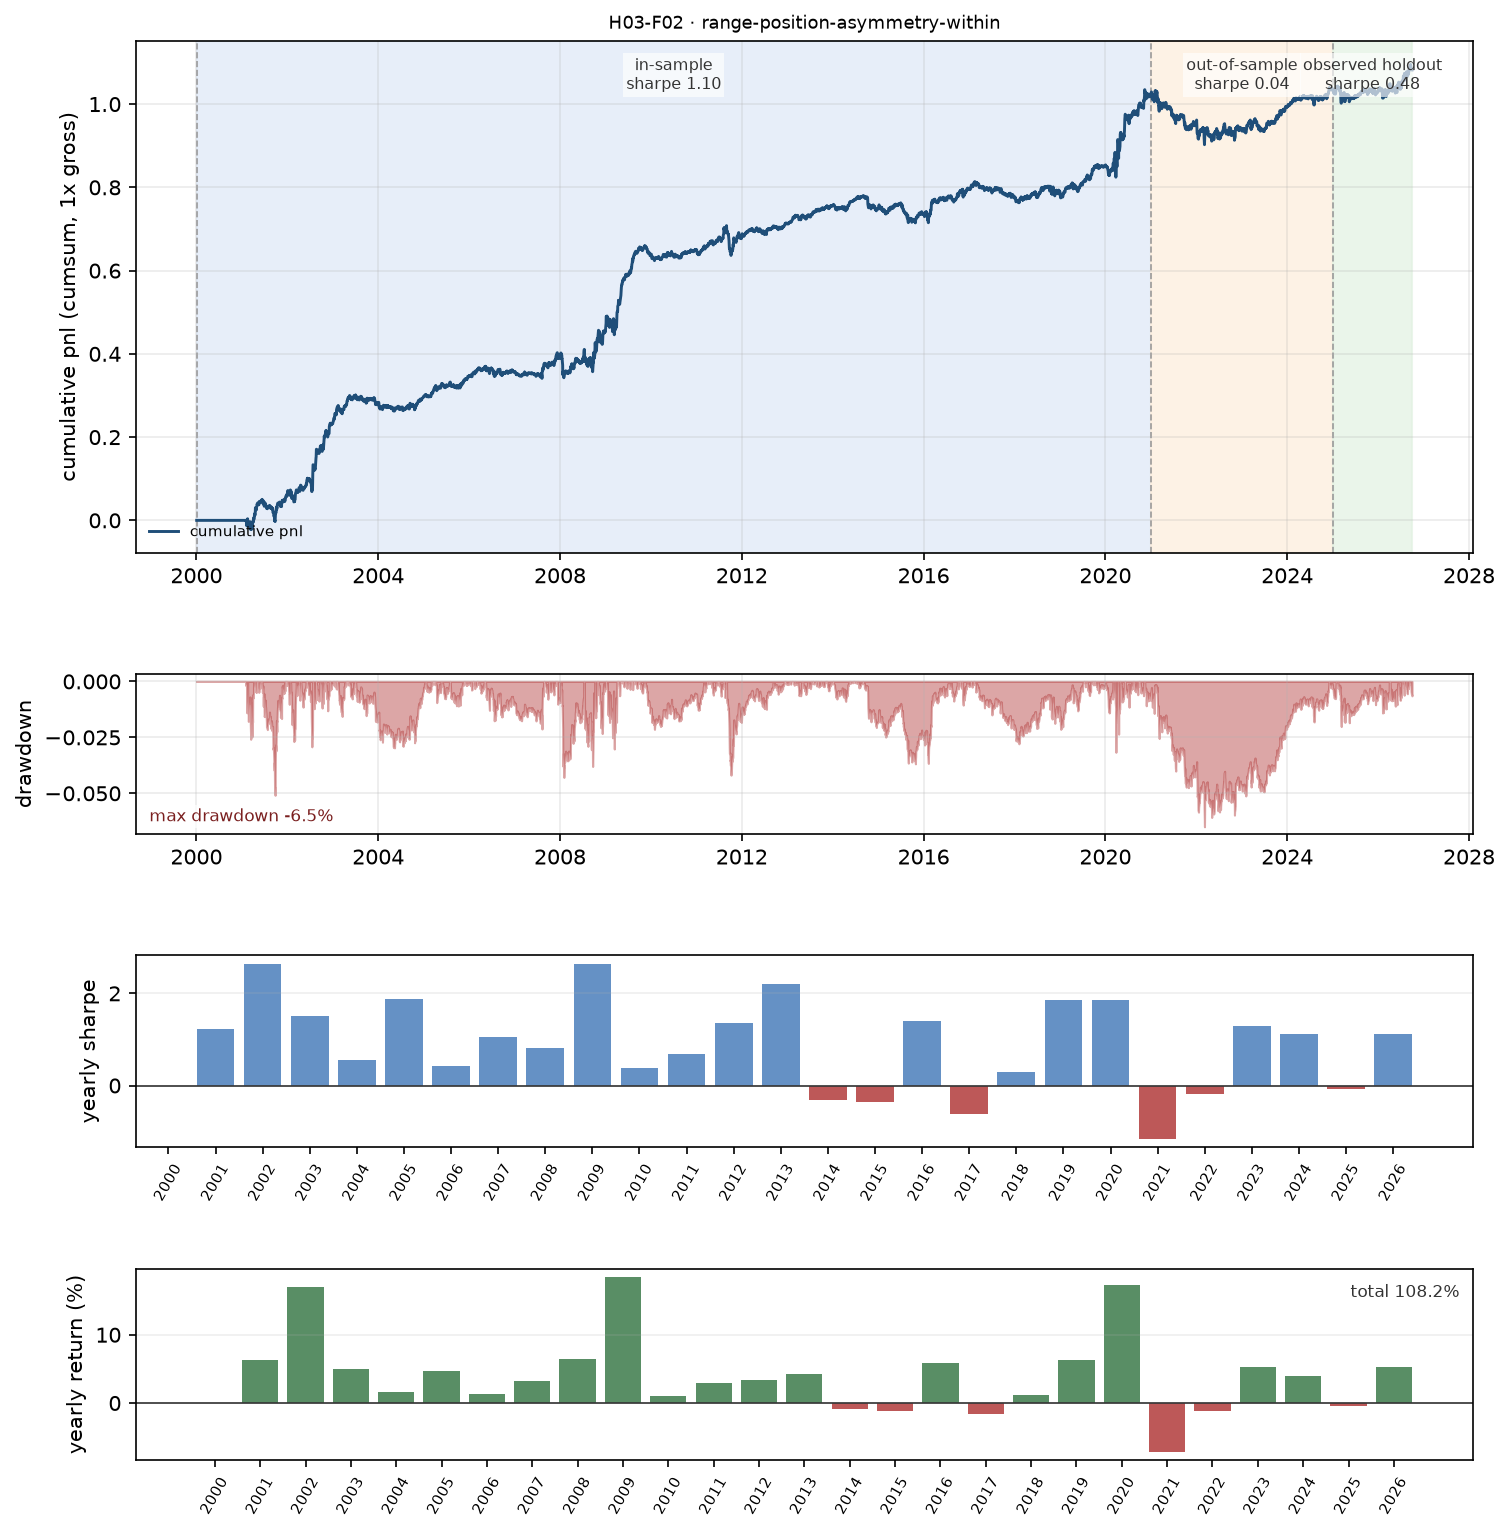 H03-F02 · range-position-asymmetry-within
cumulative pnl (cumsum, 1x gross)
1.0
0.8
0.6
0.4
0.2
0.0
in-sample
sharpe 1.10
out-of-sample
sharpe 0.04
observed holdout
sharpe 0.48
cumulative pnl
2000 2004 2008 2012 2016 2020 2024 2028
drawdown
0.000
−0.025
−0.050
max drawdown -6.5%
2000 2004 2008 2012 2016 2020 2024 2028
yearly sharpe
2
0
2000 2001 2002 2003 2004 2005 2006 2007 2008 2009 2010 2011 2012 2013 2014 2015 2016 2017 2018 2019 2020 2021 2022 2023 2024 2025 2026
yearly return (%)
10
0
total 108.2%
2000 2001 2002 2003 2004 2005 2006 2007 2008 2009 2010 2011 2012 2013 2014 2015 2016 2017 2018 2019 2020 2021 2022 2023 2024 2025 2026